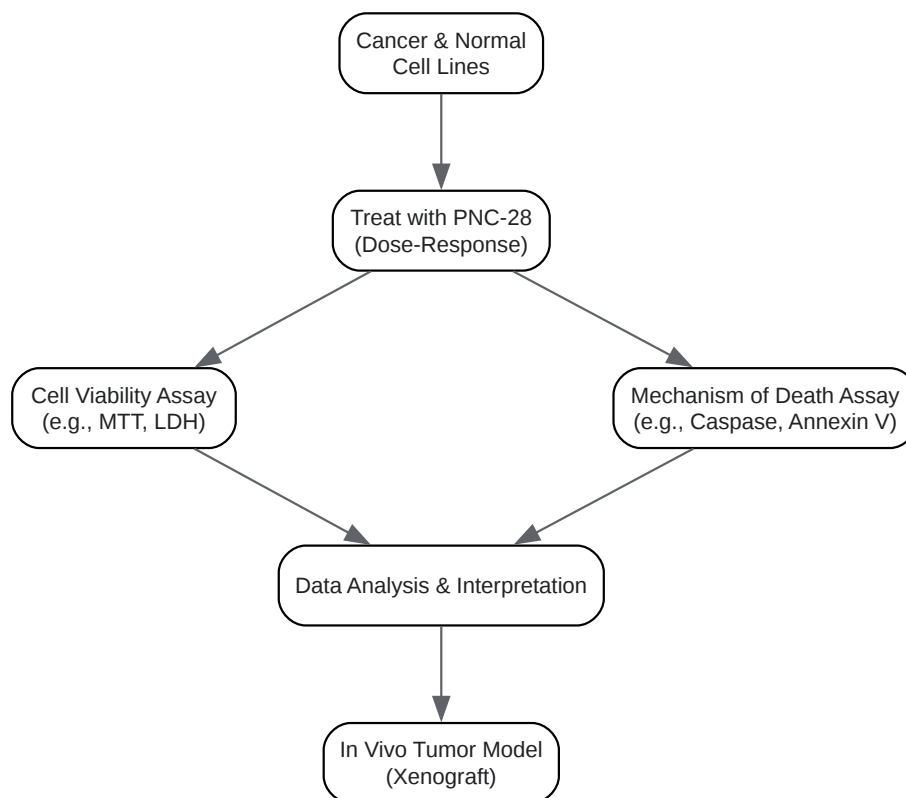 Cancer & Normal
Cell Lines
Treat with PNC-28
(Dose-Response)
Cell Viability Assay
(e.g., MTT, LDH)
Mechanism of Death Assay
(e.g., Caspase, Annexin V)
Data Analysis & Interpretation
In Vivo Tumor Model
(Xenograft)